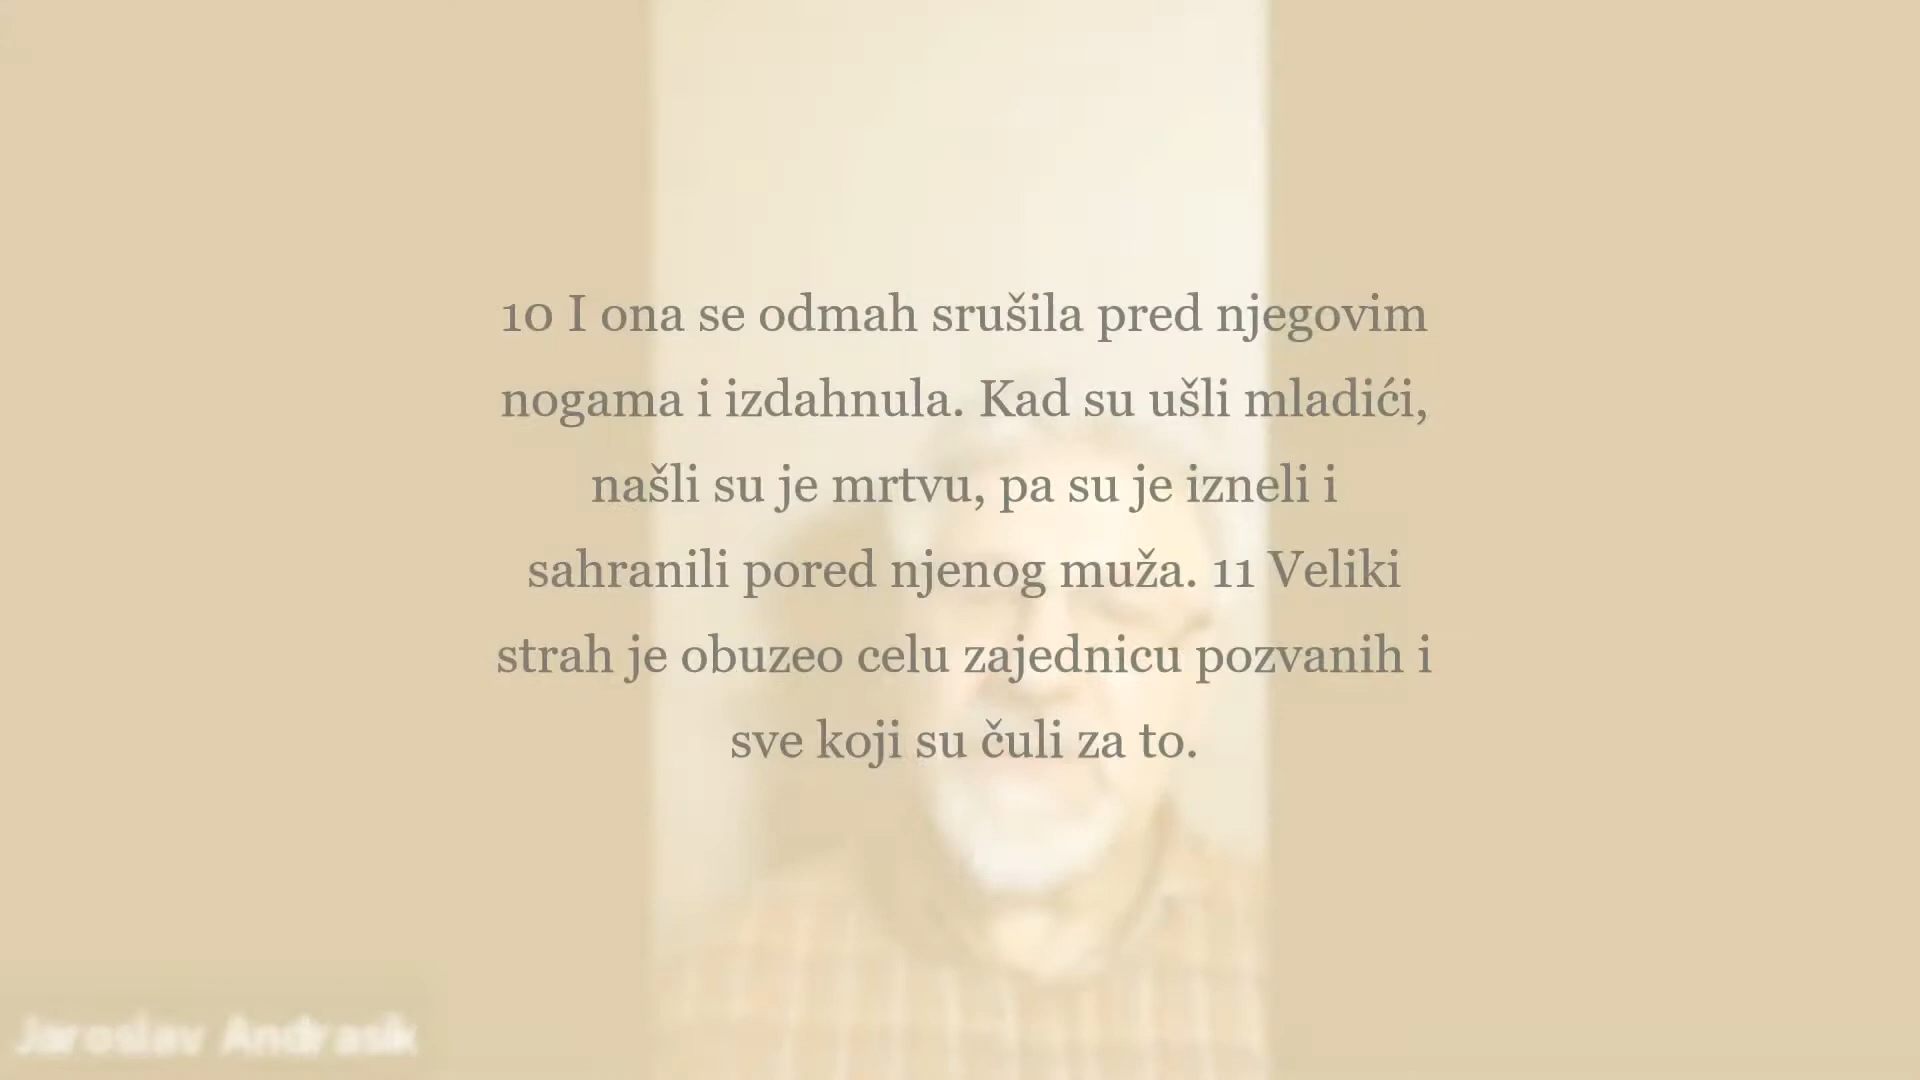 10 I ona se odmah srušila pred njegovim
nogama i izdahnula. Kad su ušli mladići,
našli su je mrtvu, pa su je izneli i
sahranili pored njenog muža. 11 Veliki
strah je obuzeo celu zajednicu pozvanih i
sve koji su čuli za to.
Jaroslav Andrasik